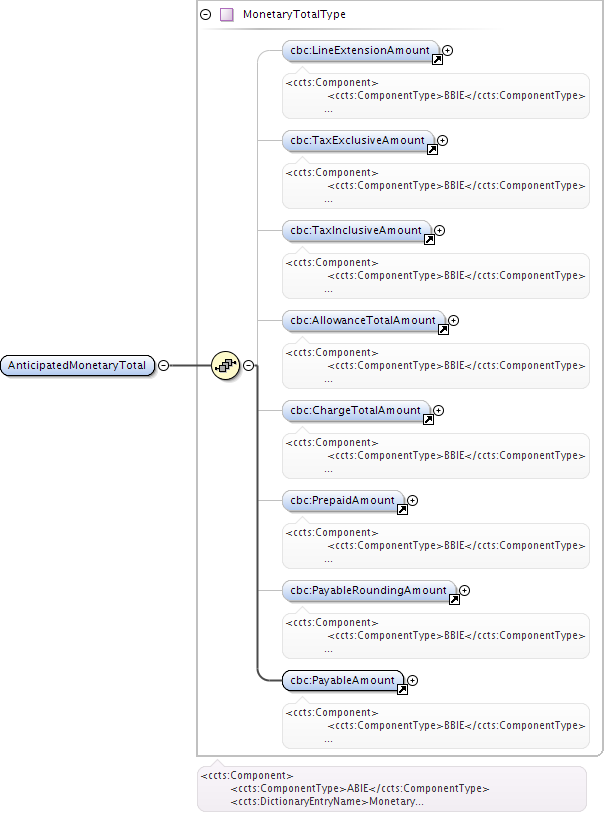 MonetaryTotalType
cbc:LineExtensionAmount
<ccts:Component>
<ccts:ComponentType>BBIE</ccts:ComponentType>
...
cbc:TaxExclusiveAmount
<ccts:Component>
<ccts:ComponentType>BBIE</ccts:ComponentType>
...
cbc:TaxInclusiveAmount
<ccts:Component>
<ccts:ComponentType>BBIE</ccts:ComponentType>
...
cbc:AllowanceTotalAmount
<ccts:Component>
<ccts:ComponentType>BBIE</ccts:ComponentType>
...
AnticipatedMonetaryTotal
cbc:ChargeTotalAmount
<ccts:Component>
<ccts:ComponentType>BBIE</ccts:ComponentType>
...
cbc:PrepaidAmount
<ccts:Component>
<ccts:ComponentType>BBIE</ccts:ComponentType>
...
cbc:PayableRoundingAmount
<ccts:Component>
<ccts:ComponentType>BBIE</ccts:ComponentType>
...
cbc:PayableAmount
<ccts:Component>
<ccts:ComponentType>BBIE</ccts:ComponentType>
...
<ccts:Component>
<ccts:ComponentType>ABIE</ccts:ComponentType>
<ccts:DictionaryEntryName>Monetary...